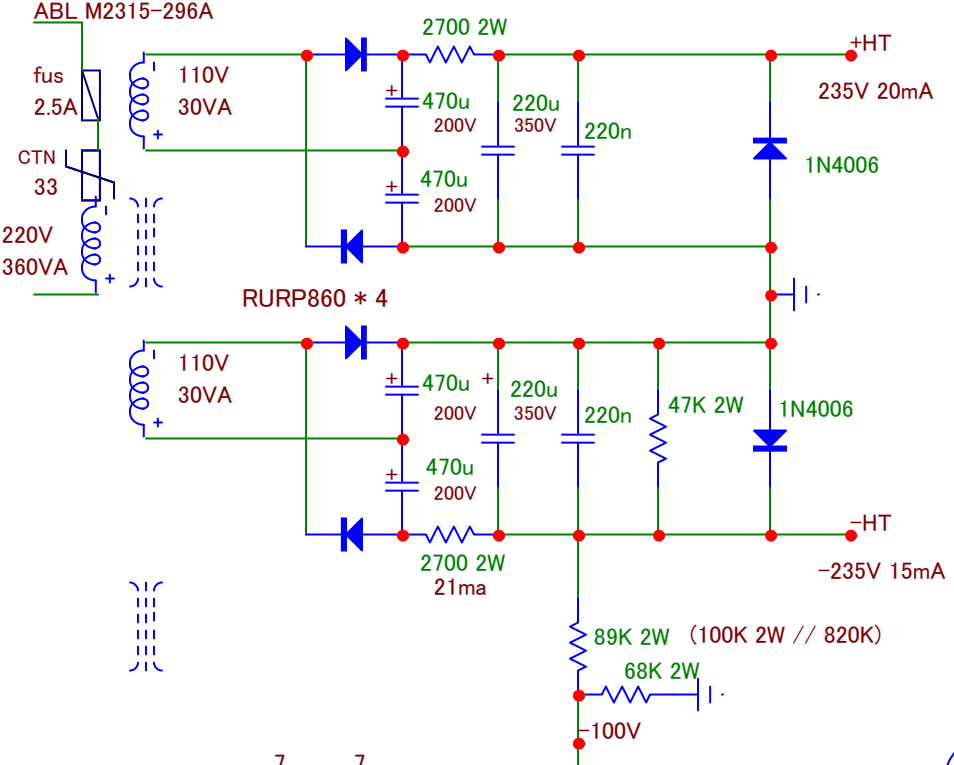 ABL M2315-296A
fus
2.5A
CTN
33
220V
360VA
110V
30VA
2700 2W
+
470u
200V
+
470u
200V
220u
350V
220n
+HT
235V 20mA
1N4006
RURP860 * 4
110V
30VA
+
470u
200V
+
470u
200V
+
220u
350V
220n
47K 2W
1N4006
2700 2W
21ma
-HT
-235V 15mA
89K 2W (100K 2W // 820K)
68K 2W
-100V
7 7